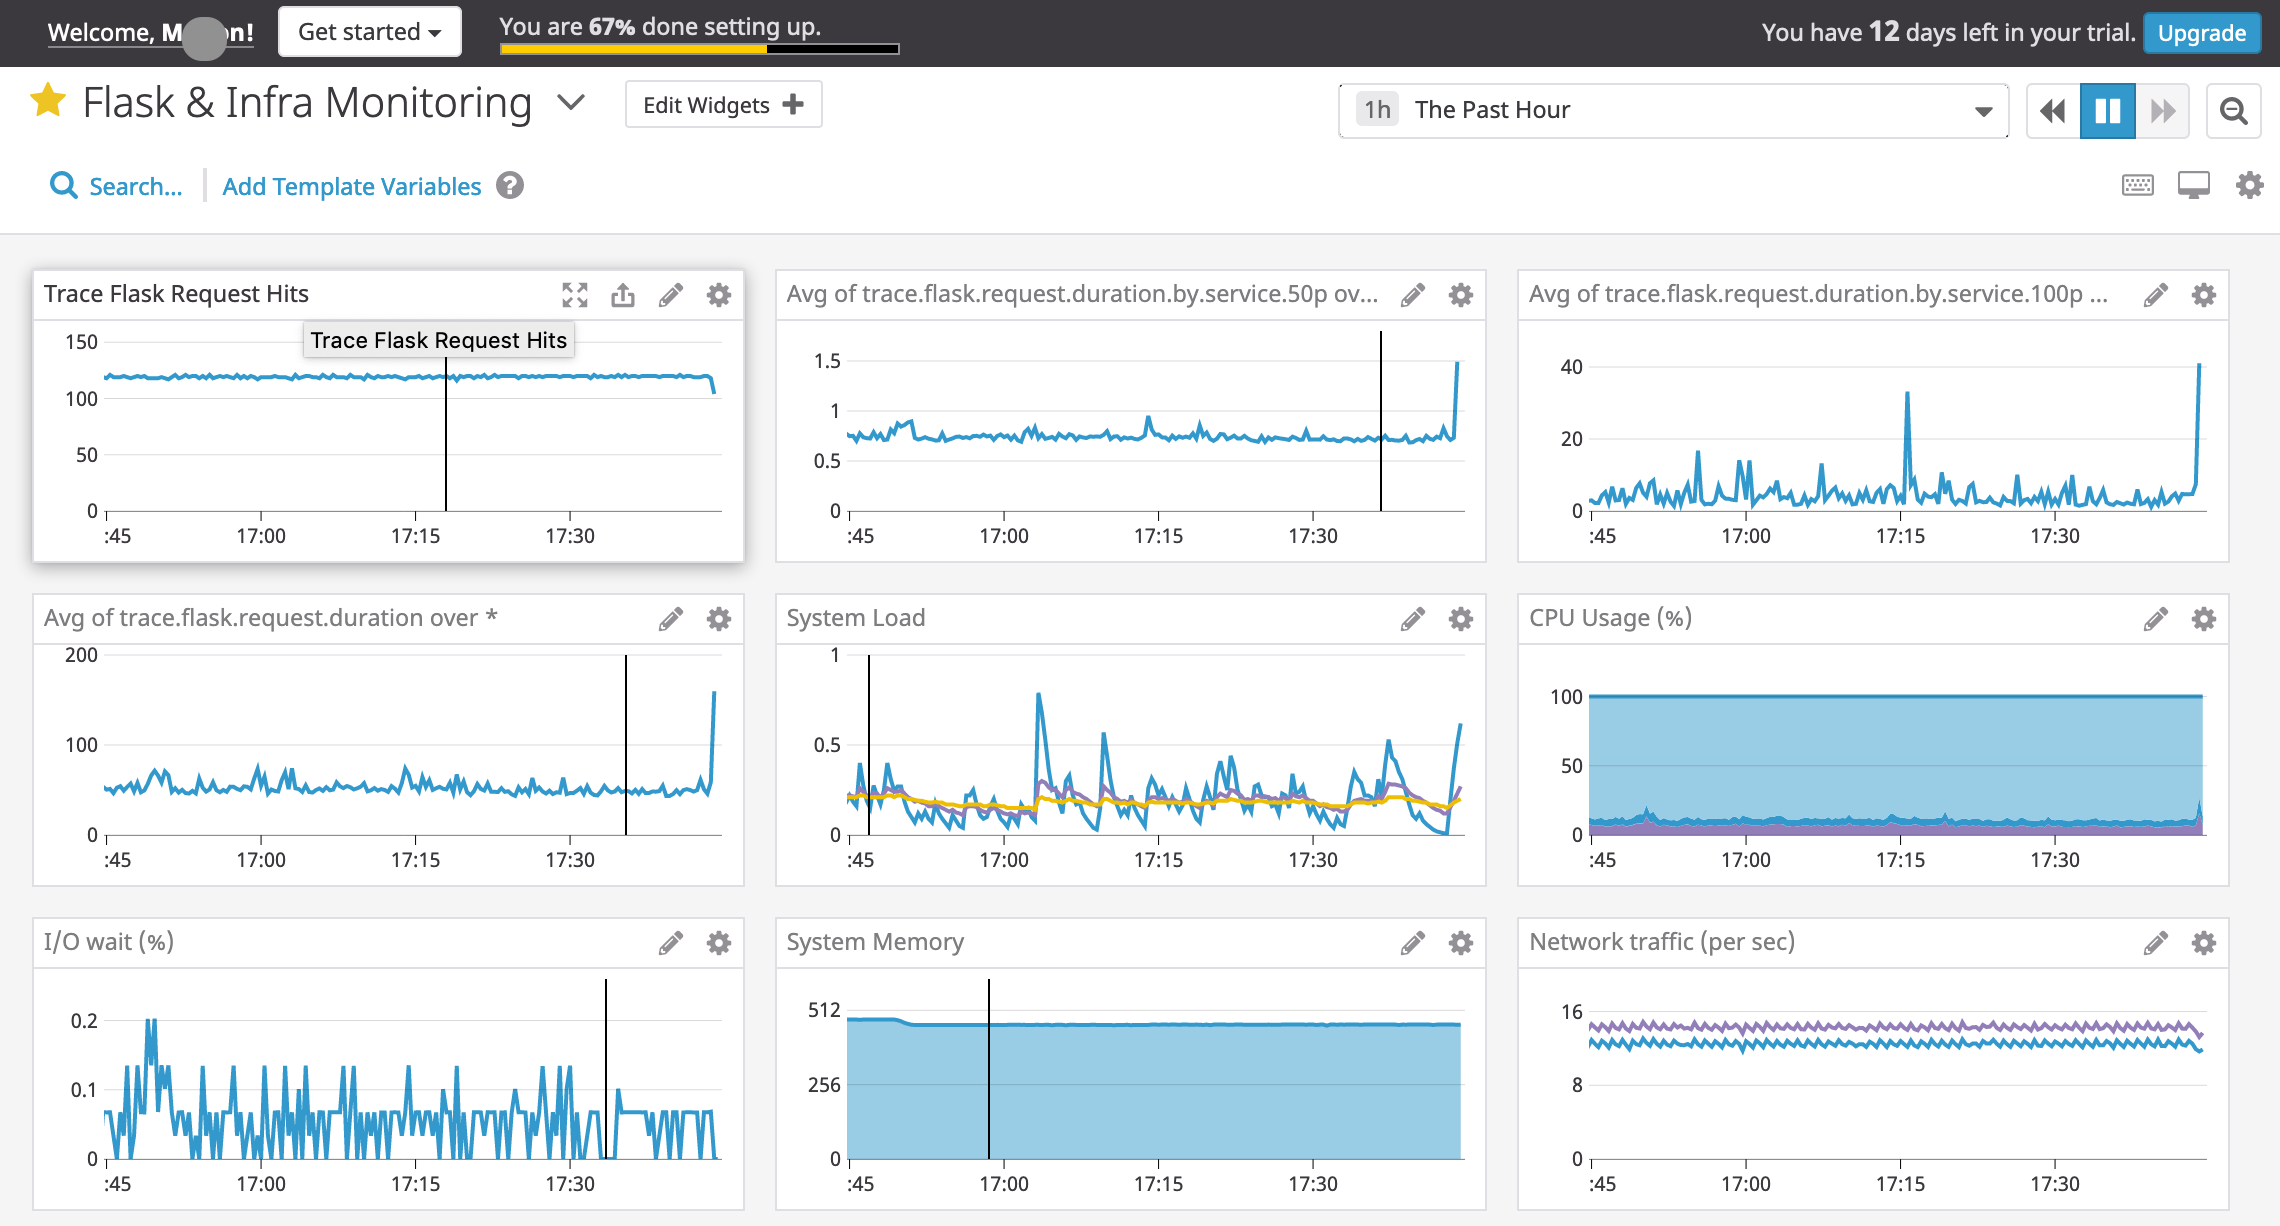 Welcome, M n!
Get started
You are 67% done setting up.
You have 12 days left in your trial.
Upgrade
Flask & Infra Monitoring
Edit Widgets
1h The Past Hour
Search...
Add Template Variables
Trace Flask Request Hits
Trace Flask Request Hits
150
100
50
0
:45 17:00 17:15 17:30
Avg of trace.flask.request.duration.by.service.50p ov...
1.5
1
0.5
0
:45 17:00 17:15 17:30
Avg of trace.flask.request.duration.by.service.100p ...
40
20
0
:45 17:00 17:15 17:30
Avg of trace.flask.request.duration over *
200
100
0
:45 17:00 17:15 17:30
System Load
1
0.5
0
:45 17:00 17:15 17:30
CPU Usage (%)
100
50
0
:45 17:00 17:15 17:30
I/O wait (%)
0.2
0.1
0
:45 17:00 17:15 17:30
System Memory
512
256
0
:45 17:00 17:15 17:30
Network traffic (per sec)
16
8
0
:45 17:00 17:15 17:30